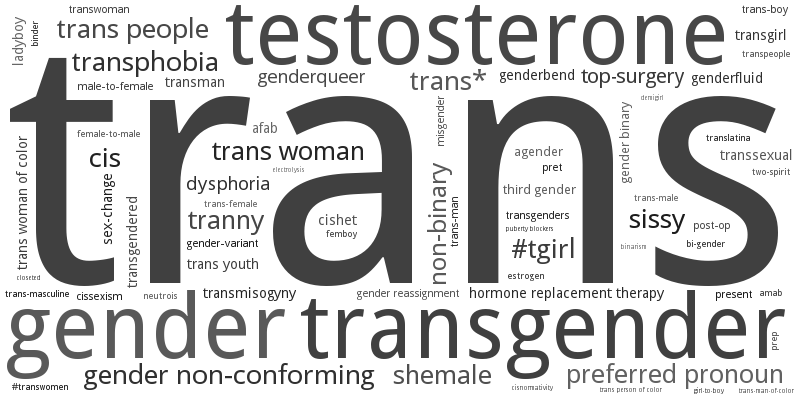 transwoman
trans-boy
ladyboy
binder
trans people
testosterone
transgirl
transphobia
transpeople
male-to-female
transman
genderqueer
trans*
genderbend
top-surgery
genderfluid
trans
demigirl
misgender
gender binary
female-to-male
afab
translatina
cis
trans woman
agender
transsexual
electrolysis
pret
two-spirit
trans woman of color
sex-change
transgendered
dysphoria
non-binary
trans-man
third gender
trans-female
trans-male
tranny
cishet
transgenders
sissy
post-op
femboy
puberty blockers
gender-variant
#tgirl
binarism
bi-gender
trans youth
closeted
estrogen
trans-masculine
cissexism
neutrois
transmisogyny
gender reassignment
hormone replacement therapy
present
amab
gender
transgender
prep
gender non-conforming
shemale
preferred pronoun
#transwomen
cisnormativity
trans person of color
girl-to-boy
trans-man-of-color